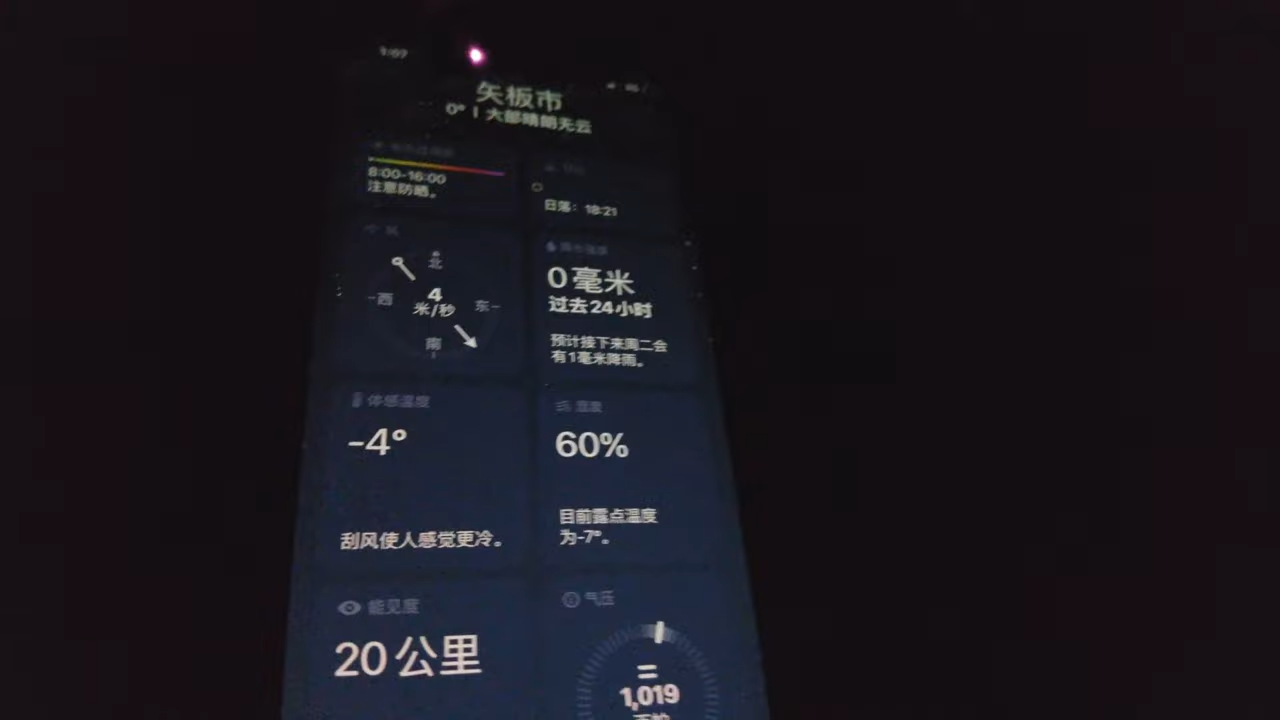 矢板市
0° | 大部晴朗无云
8:00-16:00
注意防晒。
日落：18:21
风
北
西
4
米/秒
东
南
0毫米
过去24小时
预计接下来周二会
有1毫米降雨。
体感温度
-4°
刮风使人感觉更冷。
湿度
60%
目前露点温度
为-7°。
能见度
20公里
气压
=
1,019